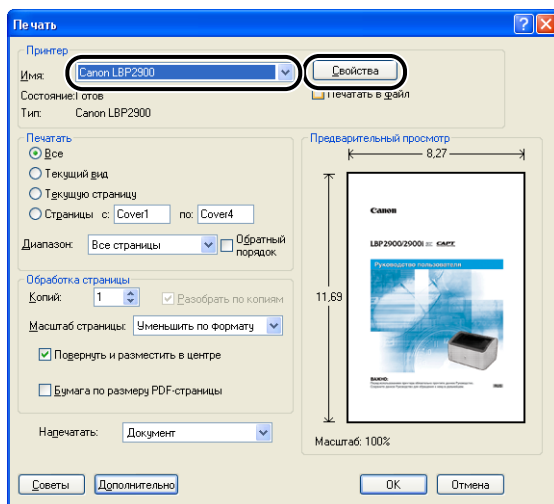 Печать
Принтер
Имя: Canon LBP2900 Свойства
Состояние: Готов Печатать в файл
Тип: Canon LBP2900
Печатать
Все
Текущий вид
Текущую страницу
Страницы с: Cover1 по: Cover4
Диапазон: Все страницы Обратный порядок
Обработка страницы
Копий: 1 Разобрать по копиям
Масштаб страницы: Уменьшить по формату
Повернуть и разместить в центре
Бумага по размеру PDF-страницы
Напечатать: Документ
Предварительный просмотр
8,27
11,69
Canon
LBP2900/2900i CAPT
Руководство пользователя
ВАЖНО:
Масштаб: 100%
Советы Дополнительно OK Отмена